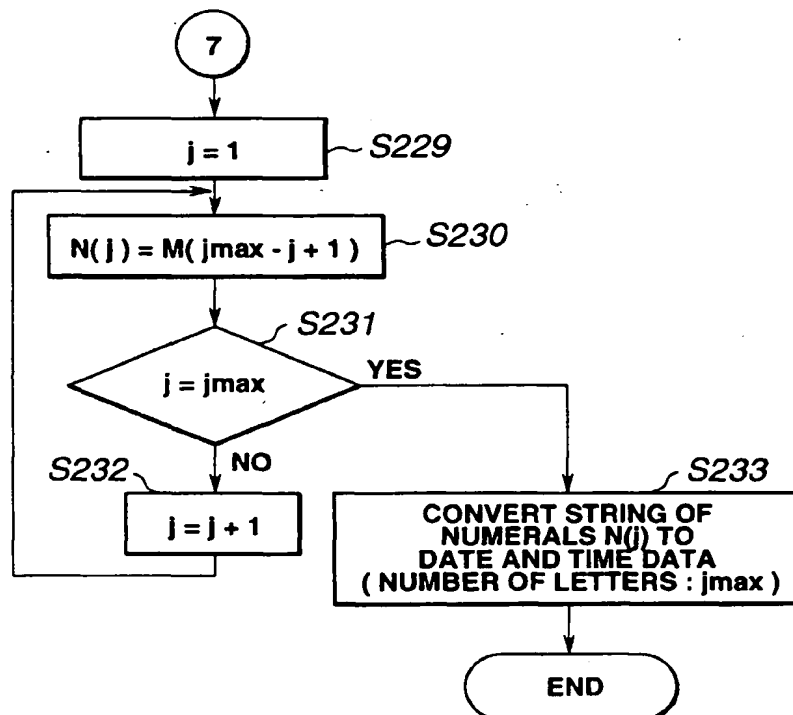 7
j = 1
S229
N( j ) = M( jmax - j + 1 )
S230
S231
j = jmax
YES
NO
S232
j = j + 1
S233
CONVERT STRING OF
NUMERALS N(j) TO
DATE AND TIME DATA
( NUMBER OF LETTERS : jmax )
END